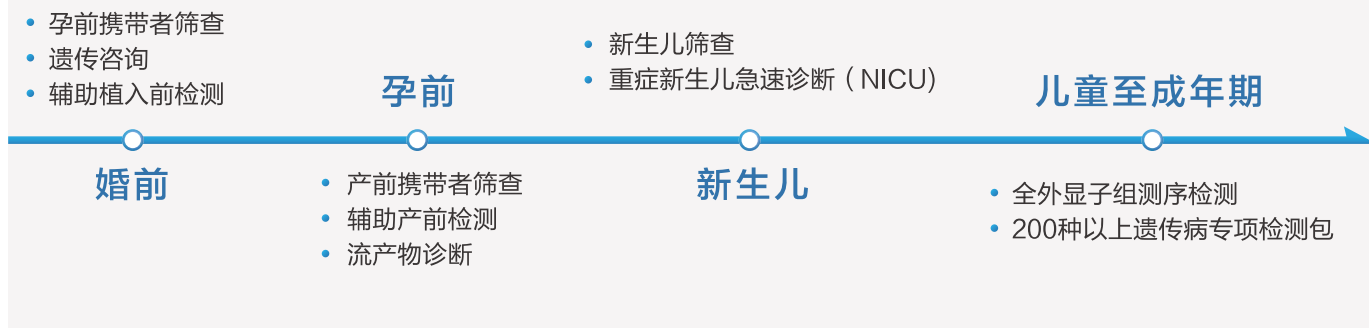 孕前携带者筛查
遗传咨询
辅助植入前检测
婚前
孕前
产前携带者筛查
辅助产前检测
流产物诊断
新生儿筛查
重症新生儿急速诊断（NICU)
新生儿
儿童至成年期
全外显子组测序检测
200种以上遗传病专项检测包